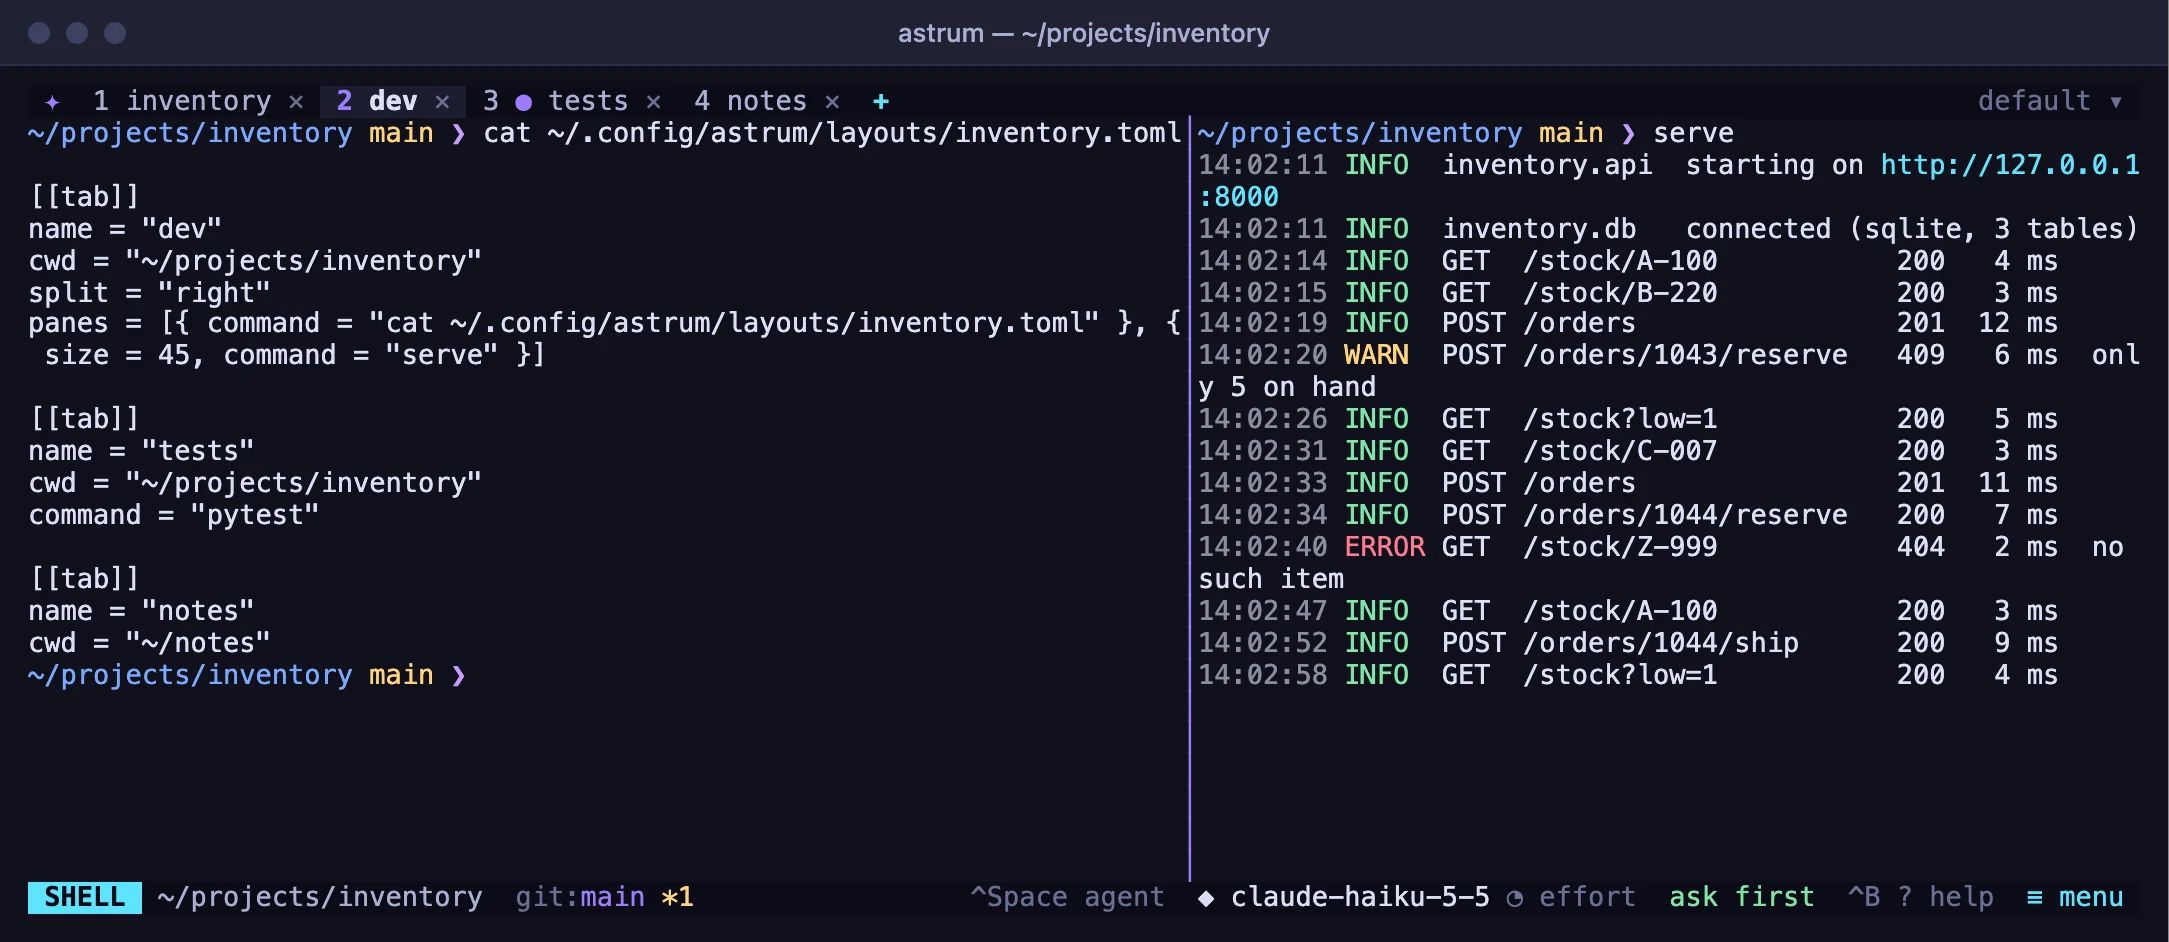 astrum — ~/projects/inventory
✦ 1 inventory × 2 dev × 3 ● tests × 4 notes × + default ▾
~/projects/inventory main ❯ cat ~/.config/astrum/layouts/inventory.toml
[[tab]]
name = "dev"
cwd = "~/projects/inventory"
split = "right"
panes = [{ command = "cat ~/.config/astrum/layouts/inventory.toml" }, {
 size = 45, command = "serve" }]
[[tab]]
name = "tests"
cwd = "~/projects/inventory"
command = "pytest"
[[tab]]
name = "notes"
cwd = "~/notes"
~/projects/inventory main ❯
~/projects/inventory main ❯ serve
14:02:11 INFO  inventory.api  starting on http://127.0.0.1
:8000
14:02:11 INFO  inventory.db   connected (sqlite, 3 tables)
14:02:14 INFO  GET  /stock/A-100           200   4 ms
14:02:15 INFO  GET  /stock/B-220           200   3 ms
14:02:19 INFO  POST /orders                201  12 ms
14:02:20 WARN  POST /orders/1043/reserve   409   6 ms  onl
y 5 on hand
14:02:26 INFO  GET  /stock?low=1           200   5 ms
14:02:31 INFO  GET  /stock/C-007           200   3 ms
14:02:33 INFO  POST /orders                201  11 ms
14:02:34 INFO  POST /orders/1044/reserve   200   7 ms
14:02:40 ERROR GET  /stock/Z-999           404   2 ms  no
such item
14:02:47 INFO  GET  /stock/A-100           200   3 ms
14:02:52 INFO  POST /orders/1044/ship      200   9 ms
14:02:58 INFO  GET  /stock?low=1           200   4 ms
SHELL ~/projects/inventory git:main *1 ^Space agent ◆ claude-haiku-5-5 ◔ effort ask first ^B ? help ≡ menu